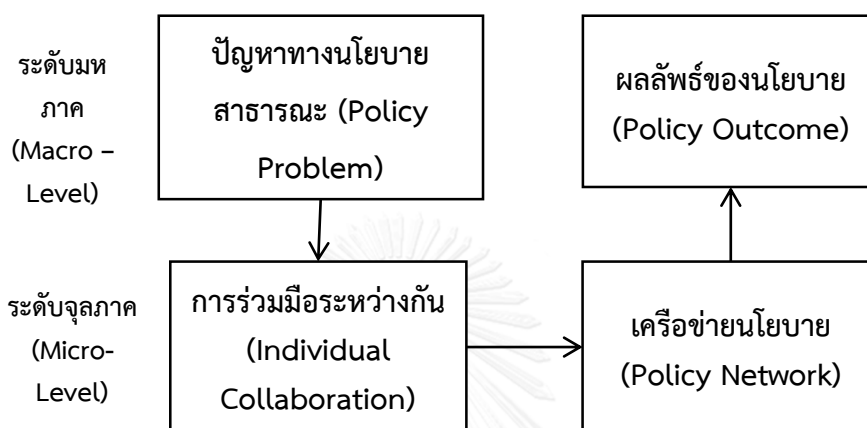 ระดับมห
ภาค
(Macro –
Level)
ปัญหาทางนโยบาย
สาธารณะ (Policy
Problem)
ผลลัพธ์ของนโยบาย
(Policy Outcome)
ระดับจุลภาค
(Micro-
Level)
การร่วมมือระหว่างกัน
(Individual
Collaboration)
เครือข่ายนโยบาย
(Policy Network)